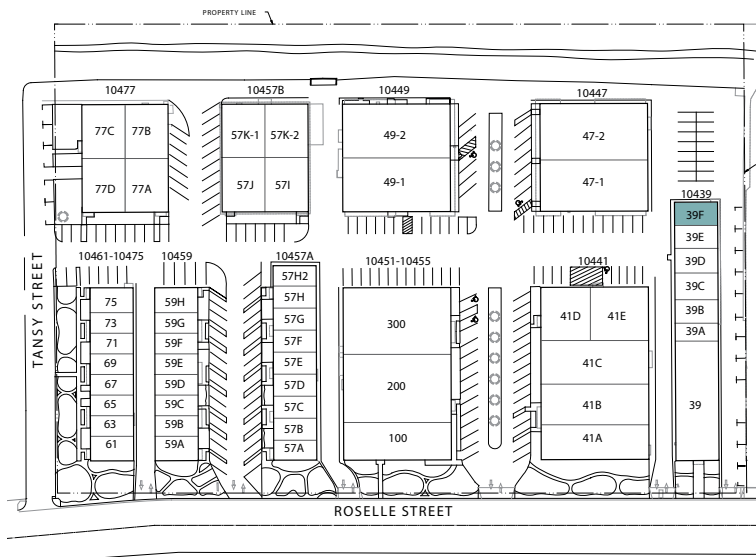 PROPERTY LINE
10477
10457B
10449
10447
77C
77B
77D
77A
57K-1
57K-2
57J
57I
49-2
49-1
47-2
47-1
10439
39F
39E
39D
39C
39B
39A
39
TANSY STREET
10461-10475
75
73
71
69
67
65
63
61
10459
59H
59G
59F
59E
59D
59C
59B
59A
10457A
57H2
57H
57G
57F
57E
57D
57C
57B
57A
10451-10455
300
200
100
10441
41D
41E
41C
41B
41A
ROSELLE STREET